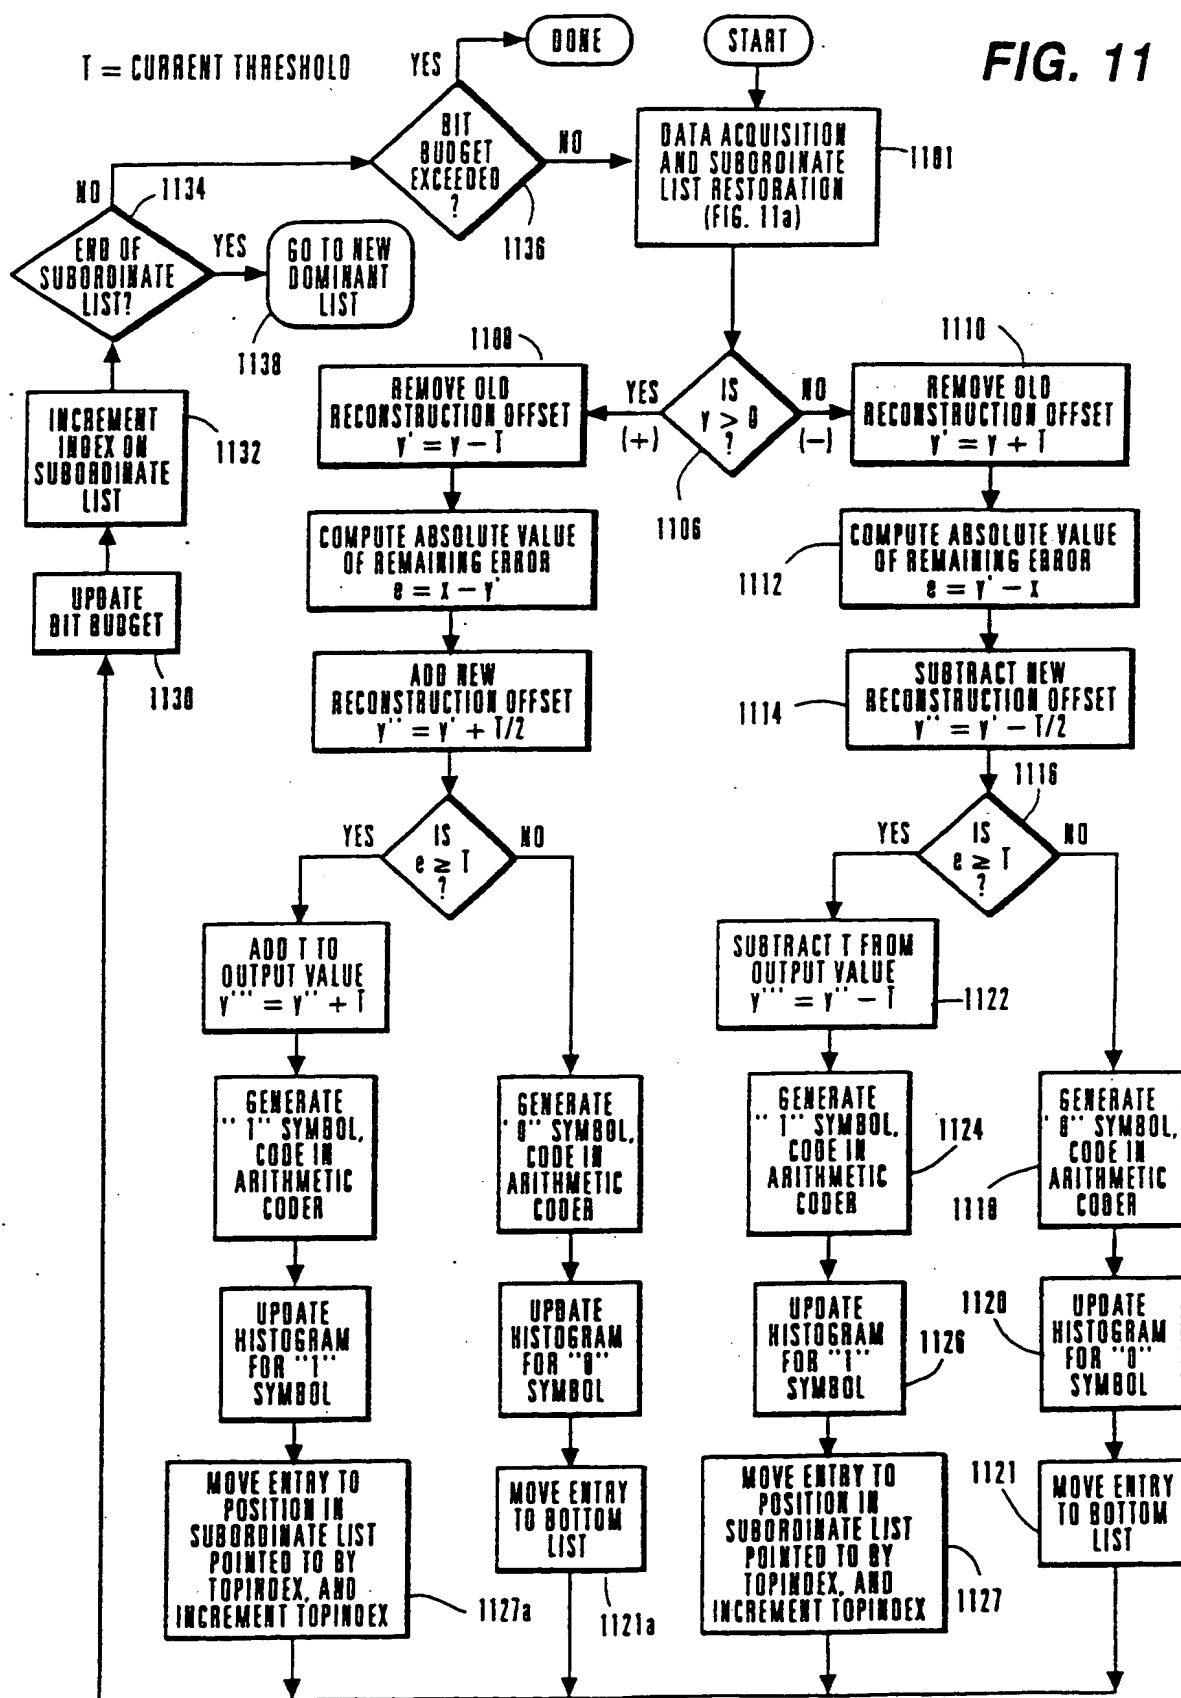 T = CURRENT THRESHOLD
YES
DONE
START
FIG. 11
BIT
BUDGET
EXCEEDED
?
NO
1136
DATA ACQUISITION
AND SUBORDINATE
LIST RESTORATION
(FIG. 11a)
1101
NO
1134
END OF
SUBORDINATE
LIST?
YES
GO TO NEW
DOMINANT
LIST
1138
INCREMENT
INDEX ON
SUBORDINATE
LIST
1132
UPDATE
BIT BUDGET
1130
1108
REMOVE OLD
RECONSTRUCTION OFFSET
y' = y − T
YES
(+)
IS
y > 0
?
NO
(−)
1106
1110
REMOVE OLD
RECONSTRUCTION OFFSET
y' = y + T
COMPUTE ABSOLUTE VALUE
OF REMAINING ERROR
e = x − y'
COMPUTE ABSOLUTE VALUE
OF REMAINING ERROR
e = y' − x
1112
ADD NEW
RECONSTRUCTION OFFSET
y'' = y' + T/2
SUBTRACT NEW
RECONSTRUCTION OFFSET
y'' = y' − T/2
1114
YES
IS
e ≥ T
?
NO
YES
IS
e ≥ T
?
NO
1116
ADD T TO
OUTPUT VALUE
y''' = y'' + T
SUBTRACT T FROM
OUTPUT VALUE
y''' = y'' − T
1122
GENERATE
"1" SYMBOL,
CODE IN
ARITHMETIC
CODER
GENERATE
'0" SYMBOL,
CODE IN
ARITHMETIC
CODER
GENERATE
"1" SYMBOL,
CODE IN
ARITHMETIC
CODER
1124
GENERATE
'0" SYMBOL,
CODE IN
ARITHMETIC
CODER
1118
UPDATE
HISTOGRAM
FOR "1"
SYMBOL
UPDATE
HISTOGRAM
FOR "0"
SYMBOL
UPDATE
HISTOGRAM
FOR "1"
SYMBOL
1126
UPDATE
HISTOGRAM
FOR "0"
SYMBOL
1120
MOVE ENTRY TO
POSITION IN
SUBORDINATE LIST
POINTED TO BY
TOPINDEX, AND
INCREMENT TOPINDEX
1127a
MOVE ENTRY
TO BOTTOM
LIST
1121a
MOVE ENTRY TO
POSITION IN
SUBORDINATE LIST
POINTED TO BY
TOPINDEX, AND
INCREMENT TOPINDEX
1127
MOVE ENTRY
TO BOTTOM
LIST
1121